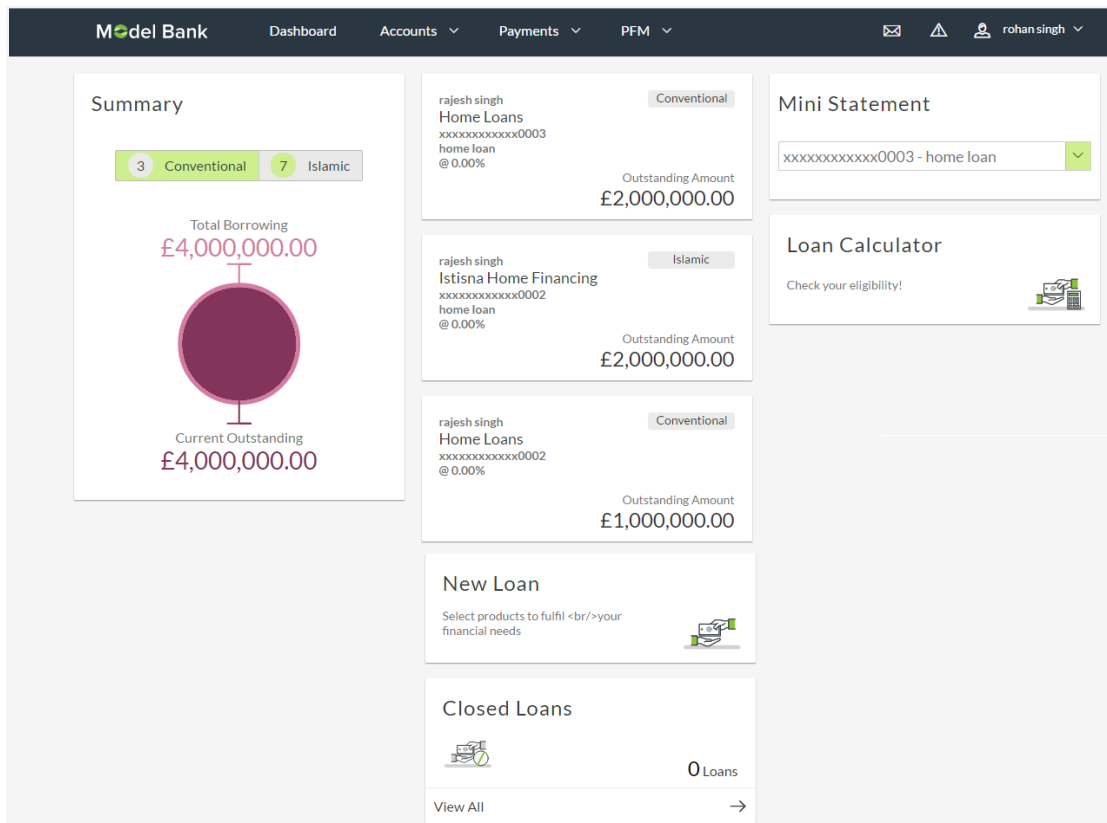 Model Bank
Dashboard
Accounts
Payments
PFM
rohan singh
Summary
3 Conventional
7 Islamic
Total Borrowing
£4,000,000.00
Current Outstanding
£4,000,000.00
rajesh singh
Conventional
Home Loans
xxxxxxxxxxxx0003
home loan
@ 0.00%
Outstanding Amount
£2,000,000.00
rajesh singh
Islamic
Istisna Home Financing
xxxxxxxxxxxx0002
home loan
@ 0.00%
Outstanding Amount
£2,000,000.00
rajesh singh
Conventional
Home Loans
xxxxxxxxxxxx0002
@ 0.00%
Outstanding Amount
£1,000,000.00
New Loan
Select products to fulfil <br/>your
financial needs
Closed Loans
0 Loans
View All
Mini Statement
xxxxxxxxxxxx0003 - home loan
Loan Calculator
Check your eligibility!